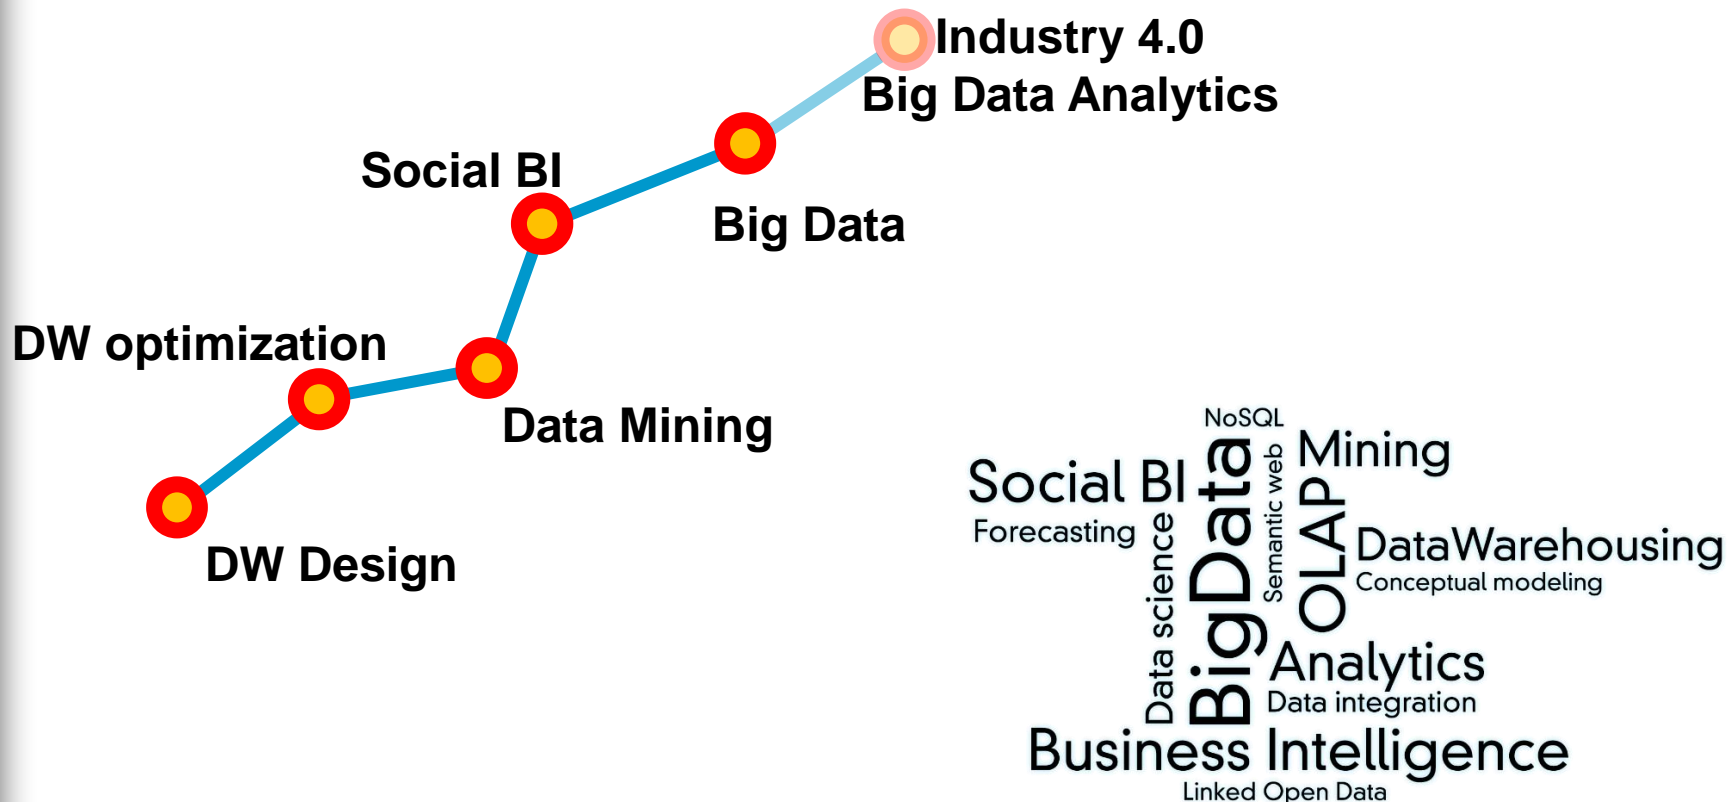 Industry 4.0
Big Data Analytics
Social BI
Big Data
DW optimization
Data Mining
DW Design
NoSQL
Mining
Social BI
BigData
Semantic web
OLAP
Forecasting
Data science
DataWarehousing
Conceptual modeling
Analytics
Data integration
Business Intelligence
Linked Open Data